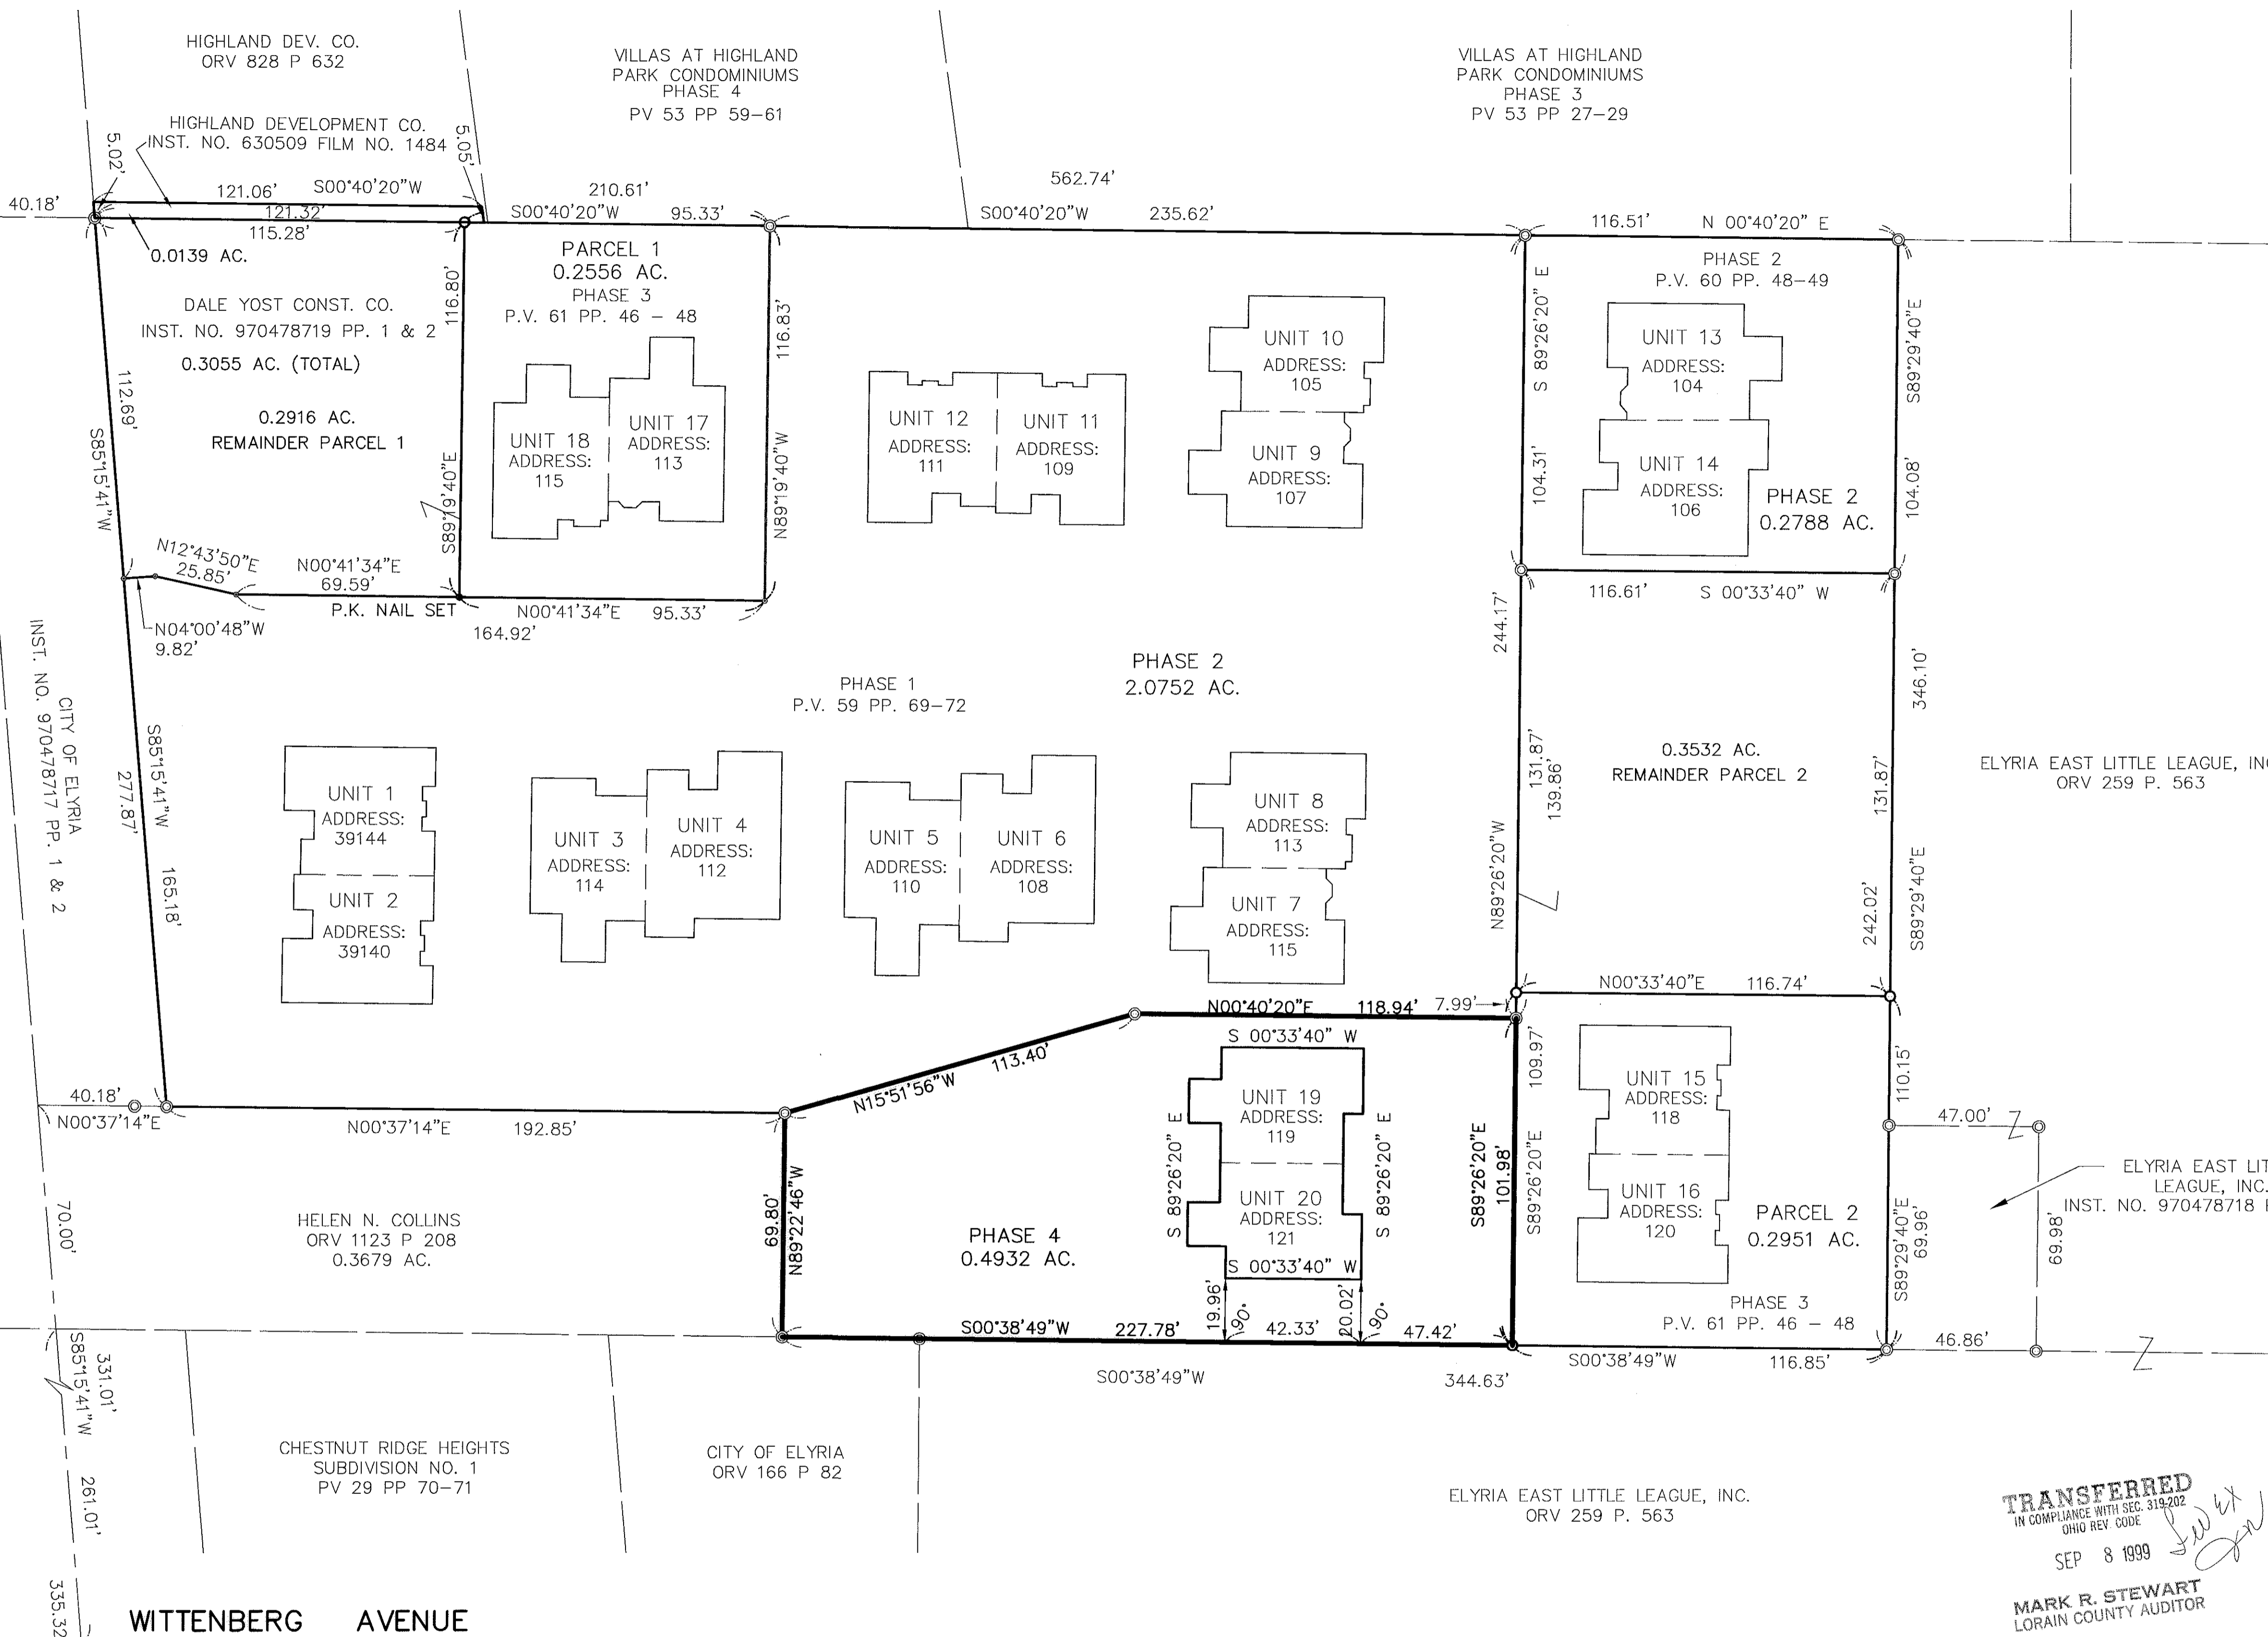 HIGHLAND DEV. CO.
ORV 828 P 632
VILLAS AT HIGHLAND
PARK CONDOMINIUMS
PHASE 4
PV 53 PP 59-61
VILLAS AT HIGHLAND
PARK CONDOMINIUMS
PHASE 3
PV 53 PP 27-29
HIGHLAND DEVELOPMENT CO.
INST. NO. 630509 FILM NO. 1484
5.02'
5.05'
40.18'
121.06' S00°40'20"W
121.32'
115.28'
0.0139 AC.
210.61'
S00°40'20"W 95.33'
562.74'
S00°40'20"W 235.62'
116.51' N 00°40'20" E
PARCEL 1
0.2556 AC.
PHASE 3
P.V. 61 PP. 46 - 48
PHASE 2
P.V. 60 PP. 48-49
DALE YOST CONST. CO.
INST. NO. 970478719 PP. 1 & 2
0.3055 AC. (TOTAL)
0.2916 AC.
REMAINDER PARCEL 1
112.69'
S85°15'41"W
116.80'
S89°19'40"E
116.83'
N89°19'40"W
UNIT 18
ADDRESS:
115
UNIT 17
ADDRESS:
113
UNIT 12
ADDRESS:
111
UNIT 11
ADDRESS:
109
UNIT 10
ADDRESS:
105
UNIT 9
ADDRESS:
107
S 89°26'20" E
104.31'
UNIT 13
ADDRESS:
104
UNIT 14
ADDRESS:
106
PHASE 2
0.2788 AC.
S89°29'40"E
104.08'
N12°43'50"E
25.85'
N00°41'34"E
69.59'
P.K. NAIL SET
N00°41'34"E 95.33'
164.92'
N04°00'48"W
9.82'
116.61' S 00°33'40" W
244.17'
346.10'
CITY OF ELYRIA
INST. NO. 970478717 PP. 1 & 2
S85°15'41"W 165.18'
277.87'
PHASE 1
P.V. 59 PP. 69-72
PHASE 2
2.0752 AC.
131.87'
139.86'
N89°26'20"W
0.3532 AC.
REMAINDER PARCEL 2
131.87'
242.02'
S89°29'40"E
ELYRIA EAST LITTLE LEAGUE, INC
ORV 259 P. 563
UNIT 1
ADDRESS:
39144
UNIT 2
ADDRESS:
39140
UNIT 3
ADDRESS:
114
UNIT 4
ADDRESS:
112
UNIT 5
ADDRESS:
110
UNIT 6
ADDRESS:
108
UNIT 8
ADDRESS:
113
UNIT 7
ADDRESS:
115
N00°33'40"E 116.74'
N00°40'20"E 118.94' 7.99'
S 00°33'40" W
N15°51'56"W 113.40'
40.18'
N00°37'14"E
N00°37'14"E 192.85'
69.80'
N89°22'46"W
UNIT 19
ADDRESS:
119
UNIT 20
ADDRESS:
121
S 89°26'20" E
S 89°26'20" E
S 00°33'40" W
S89°26'20"E
101.98'
109.97'
S89°26'20"E
UNIT 15
ADDRESS:
118
UNIT 16
ADDRESS:
120
PARCEL 2
0.2951 AC.
PHASE 3
P.V. 61 PP. 46 - 48
110.15'
47.00'
S89°29'40"E
69.96'
69.98'
ELYRIA EAST LIT
LEAGUE, INC.
INST. NO. 970478718
70.00'
HELEN N. COLLINS
ORV 1123 P 208
0.3679 AC.
PHASE 4
0.4932 AC.
19.96'
90°
20.02'
90°
S00°38'49"W 227.78' 42.33' 47.42'
S00°38'49"W 344.63'
S00°38'49"W 116.85'
46.86'
331.01'
S85°15'41"W 261.01'
335.32
CHESTNUT RIDGE HEIGHTS
SUBDIVISION NO. 1
PV 29 PP 70-71
CITY OF ELYRIA
ORV 166 P 82
ELYRIA EAST LITTLE LEAGUE, INC.
ORV 259 P. 563
TRANSFERRED
IN COMPLIANCE WITH SEC. 319-202
OHIO REV. CODE
SEP 8 1999
MARK R. STEWART
LORAIN COUNTY AUDITOR
WITTENBERG AVENUE